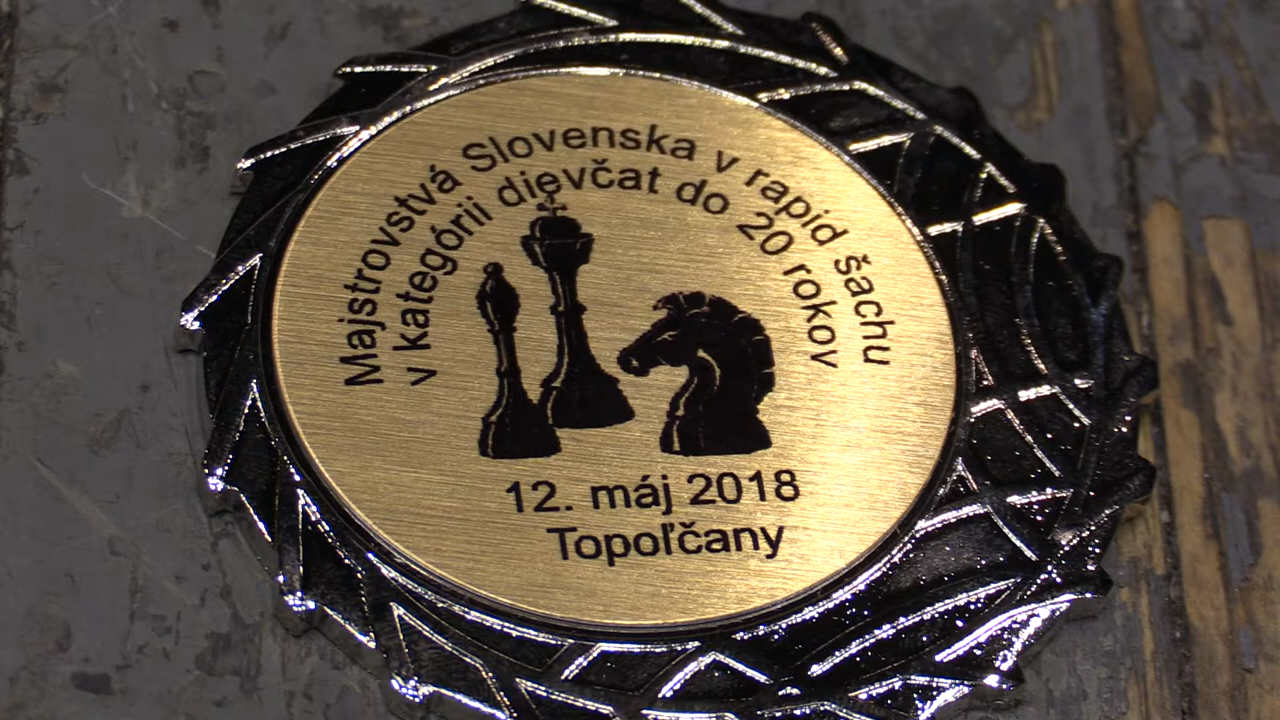 Majstrovstvá Slovenska v rapid šachu
v kategórii dievčat do 20 rokov
12. máj 2018
Topoľčany